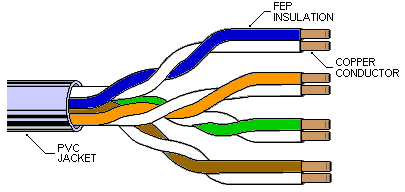 FEP
INSULATION
COPPER
CONDUCTOR
PVC
JACKET